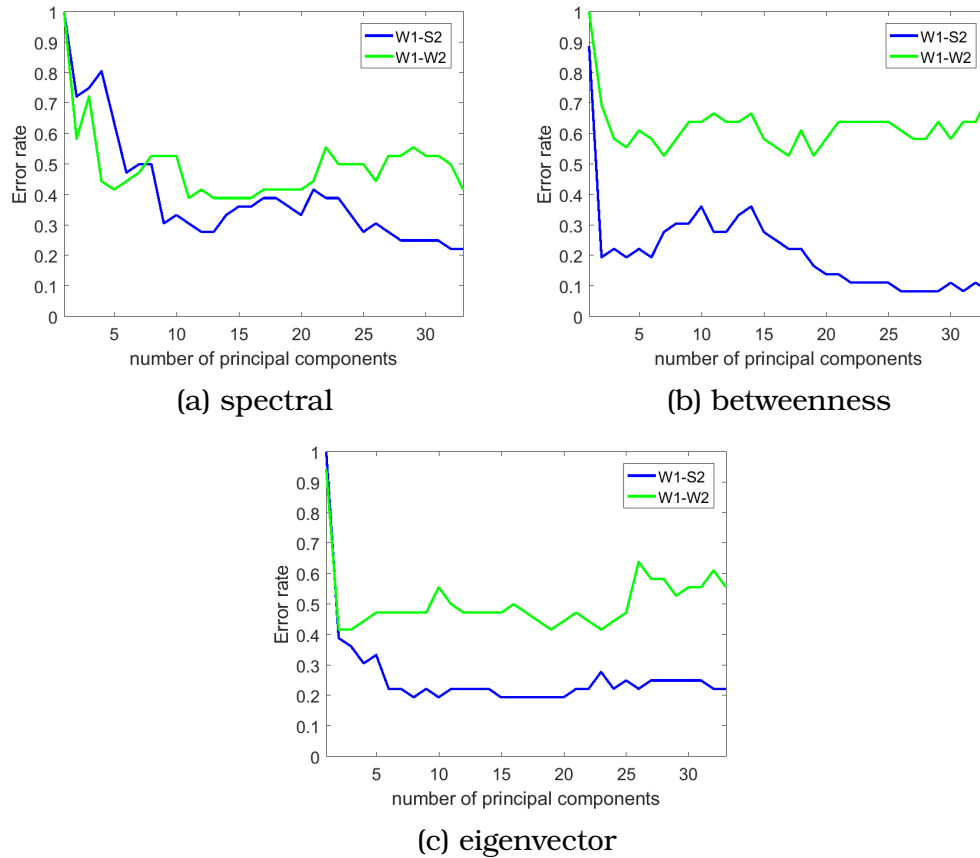 1
0.9
0.8
0.7
0.6
0.5
0.4
0.3
0.2
0.1
0
Error rate
W1-S2
W1-W2
5 10 15 20 25 30
number of principal components
(a) spectral
1
0.9
0.8
0.7
0.6
0.5
0.4
0.3
0.2
0.1
0
Error rate
W1-S2
W1-W2
5 10 15 20 25 30
number of principal components
(b) betweenness
1
0.9
0.8
0.7
0.6
0.5
0.4
0.3
0.2
0.1
0
Error rate
W1-S2
W1-W2
5 10 15 20 25 30
number of principal components
(c) eigenvector